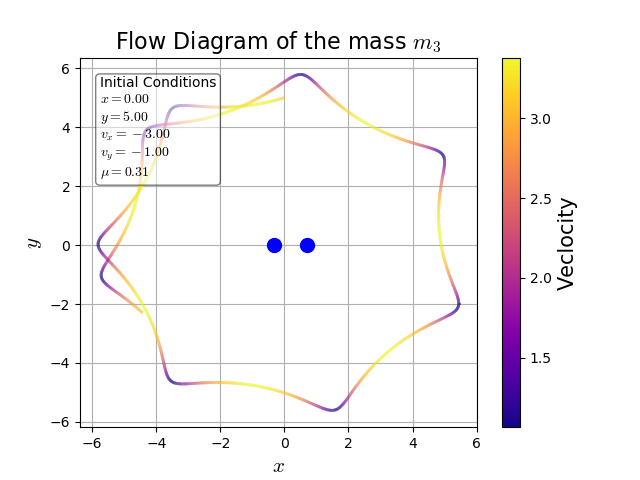 Flow Diagram of the mass m₃
Initial Conditions
x = 0.00
y = 5.00
vₓ = −3.00
v_y = −1.00
μ = 0.31
6
4
2
0
−2
−4
−6
y
−6
−4
−2
0
2
4
6
x
3.0
2.5
2.0
1.5
Veclocity